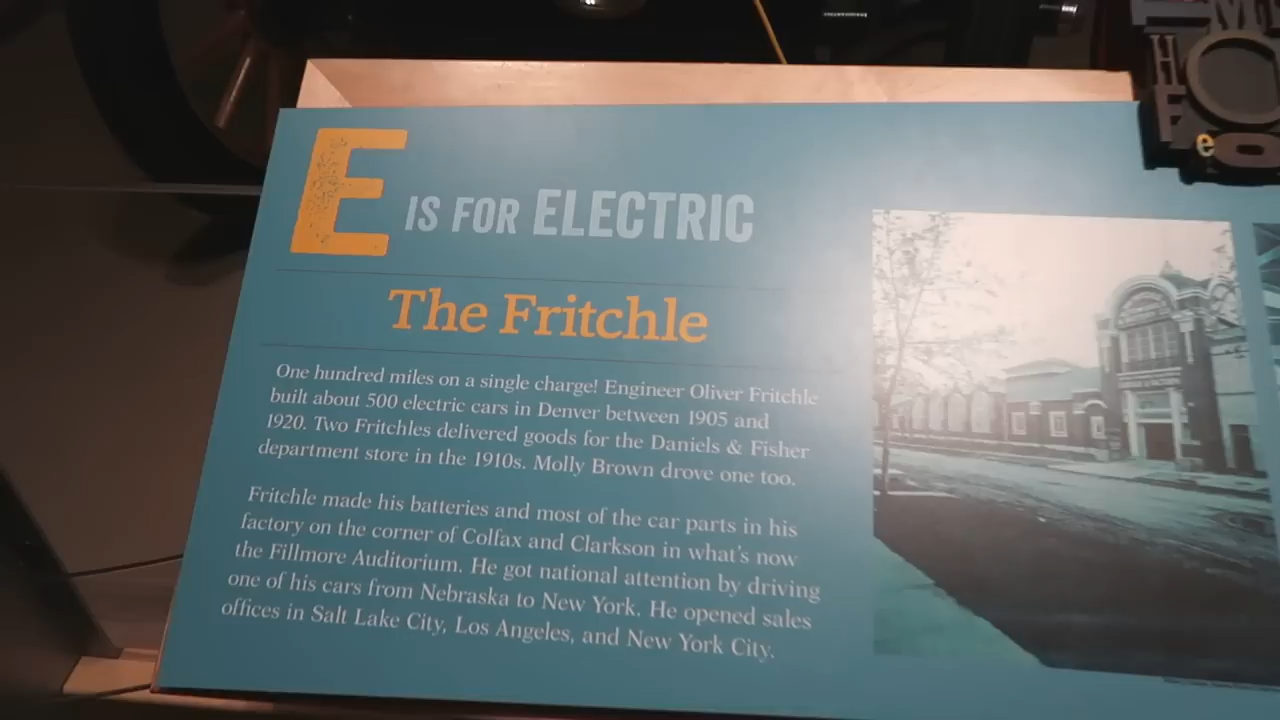 E IS FOR ELECTRIC
The Fritchle
One hundred miles on a single charge! Engineer Oliver Fritchle
built about 500 electric cars in Denver between 1905 and
1920. Two Fritchles delivered goods for the Daniels & Fisher
department store in the 1910s. Molly Brown drove one too.
Fritchle made his batteries and most of the car parts in his
factory on the corner of Colfax and Clarkson in what's now
the Fillmore Auditorium. He got national attention by driving
one of his cars from Nebraska to New York. He opened sales
offices in Salt Lake City, Los Angeles, and New York City.